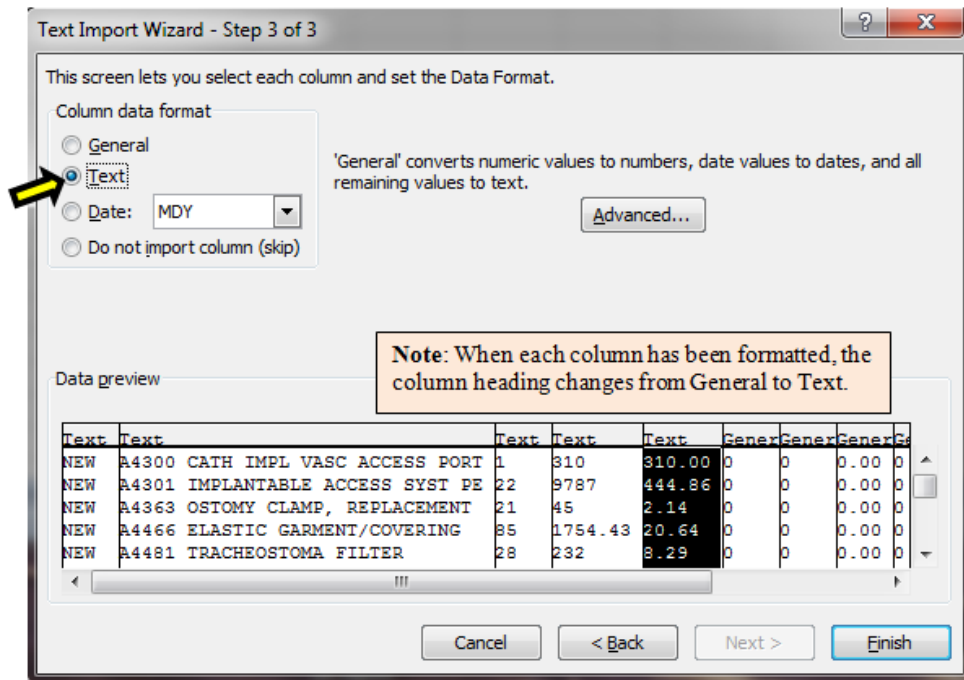 Text Import Wizard - Step 3 of 3
?
X
This screen lets you select each column and set the Data Format.
Column data format
General
Text
Date: MDY
Do not import column (skip)
'General' converts numeric values to numbers, date values to dates, and all
remaining values to text.
Advanced...
Note: When each column has been formatted, the
column heading changes from General to Text.
Data preview
Text Text Text Text Text Gener Gener Gener Ge
NEW A4300 CATH IMPL VASC ACCESS PORT 1 310 310.00 0 0 0.00 0
NEW A4301 IMPLANTABLE ACCESS SYST PE 22 9787 444.86 0 0 0.00 0
NEW A4363 OSTOMY CLAMP, REPLACEMENT 21 45 2.14 0 0 0.00 0
NEW A4466 ELASTIC GARMENT/COVERING 85 1754.43 20.64 0 0 0.00 0
NEW A4481 TRACHEOSTOMA FILTER 28 232 8.29 0 0 0.00 0
Cancel
< Back
Next >
Finish